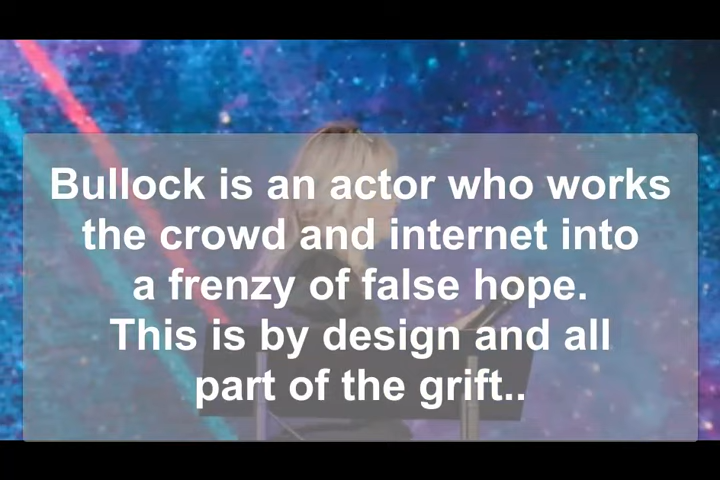 Bullock is an actor who works
the crowd and internet into
a frenzy of false hope.
This is by design and all
part of the grift..